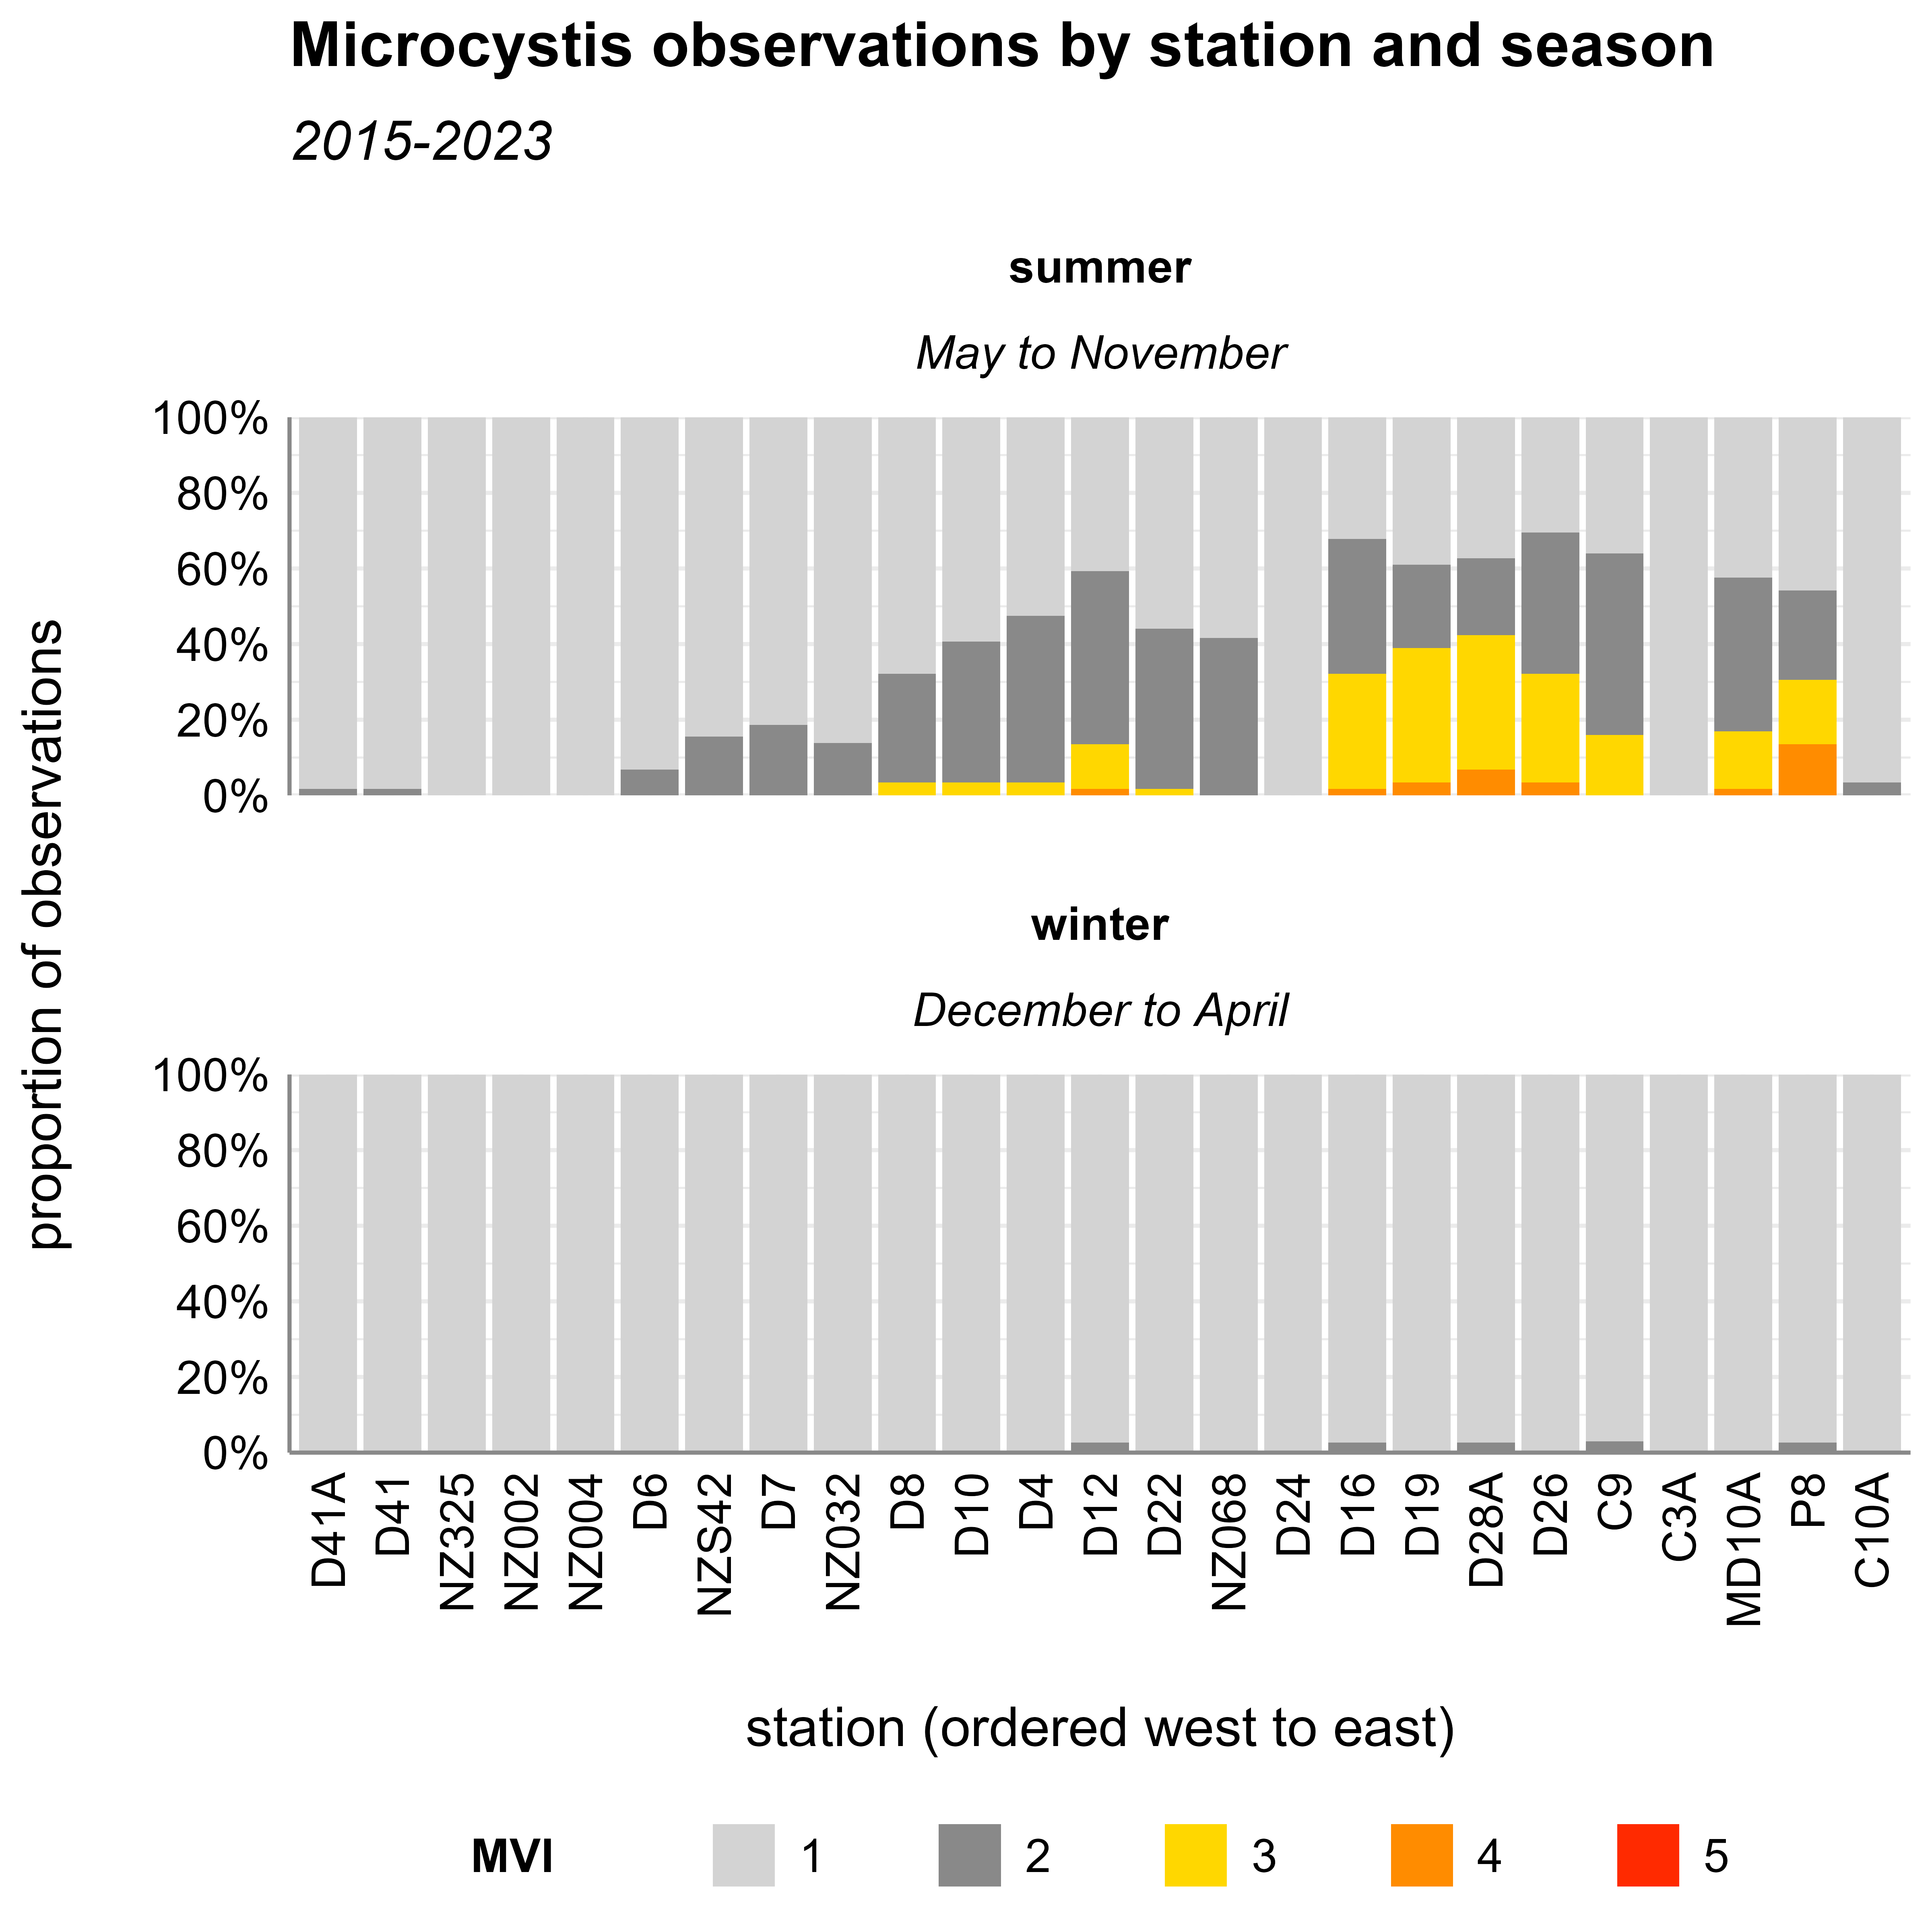 Microcystis observations by station and season
2015-2023
summer
May to November
100%
80%
60%
40%
20%
0%
winter
December to April
100%
80%
60%
40%
20%
0%
proportion of observations
D41A
D41
NZ325
NZ002
NZ004
D6
NZS42
D7
NZ032
D8
D10
D4
D12
D22
NZ068
D24
D16
D19
D28A
D26
C9
C3A
MD10A
P8
C10A
station (ordered west to east)
MVI 1 2 3 4 5